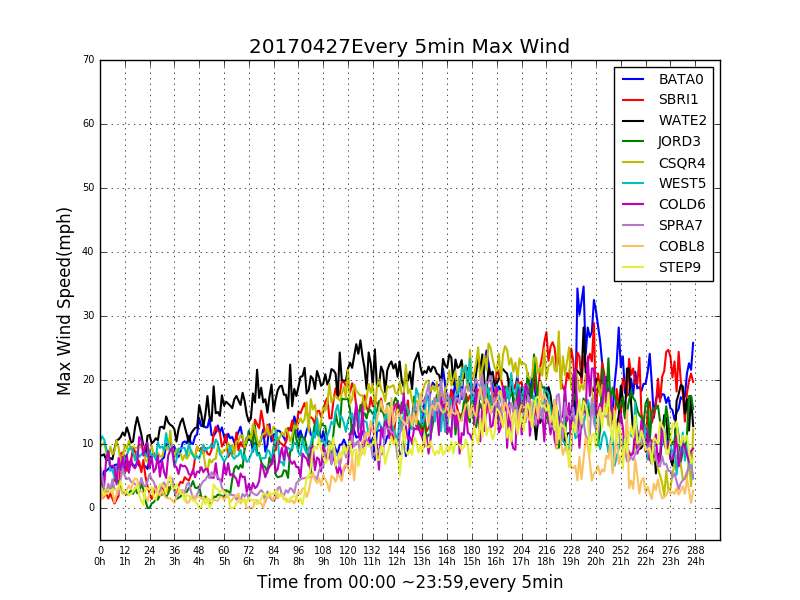 20170427Every 5min Max Wind
70
60
50
40
30
20
10
0
Max Wind Speed(mph)
BATA0
SBRI1
WATE2
JORD3
CSQR4
WEST5
COLD6
SPRA7
COBL8
STEP9
0 12 24 36 48 60 72 84 96 108 120 132 144 156 168 180 192 204 216 228 240 252 264 276 288
0h 1h 2h 3h 4h 5h 6h 7h 8h 9h 10h 11h 12h 13h 14h 15h 16h 17h 18h 19h 20h 21h 22h 23h 24h
Time from 00:00 ~23:59,every 5min